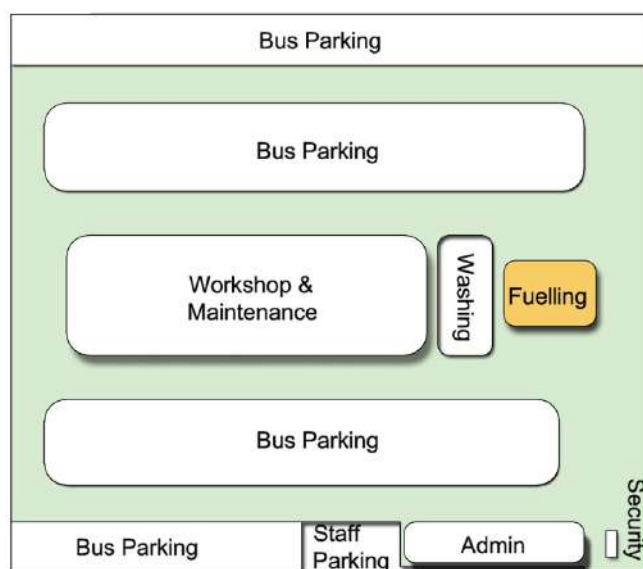 Bus Parking
Bus Parking
Workshop &
Maintenance
Washing
Fuelling
Bus Parking
Security
Bus Parking
Staff
Parking
Admin